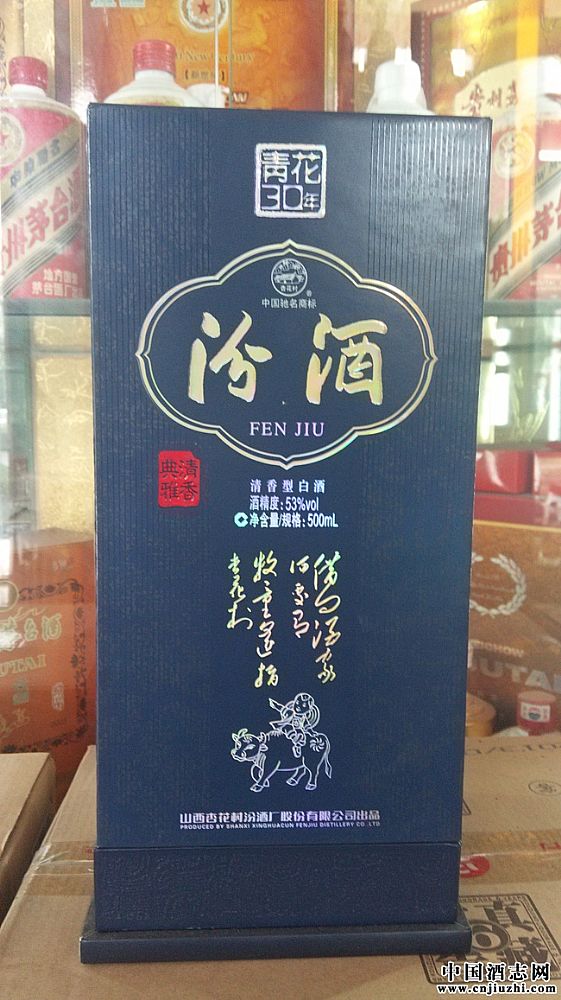 青花
30年
杏花村
®
中国驰名商标
汾酒
FEN JIU
清香
典雅
清香型白酒
酒精度:53%vol
净含量/规格:500mL
借问酒家
何处有
牧童遥指
杏花村
山西杏花村汾酒厂股份有限公司出品
PRODUCED BY SHANXI XINGHUACUN FENJIU DISTILLERY CO.,LTD.
中国酒志网
www.cnjiuzhi.com